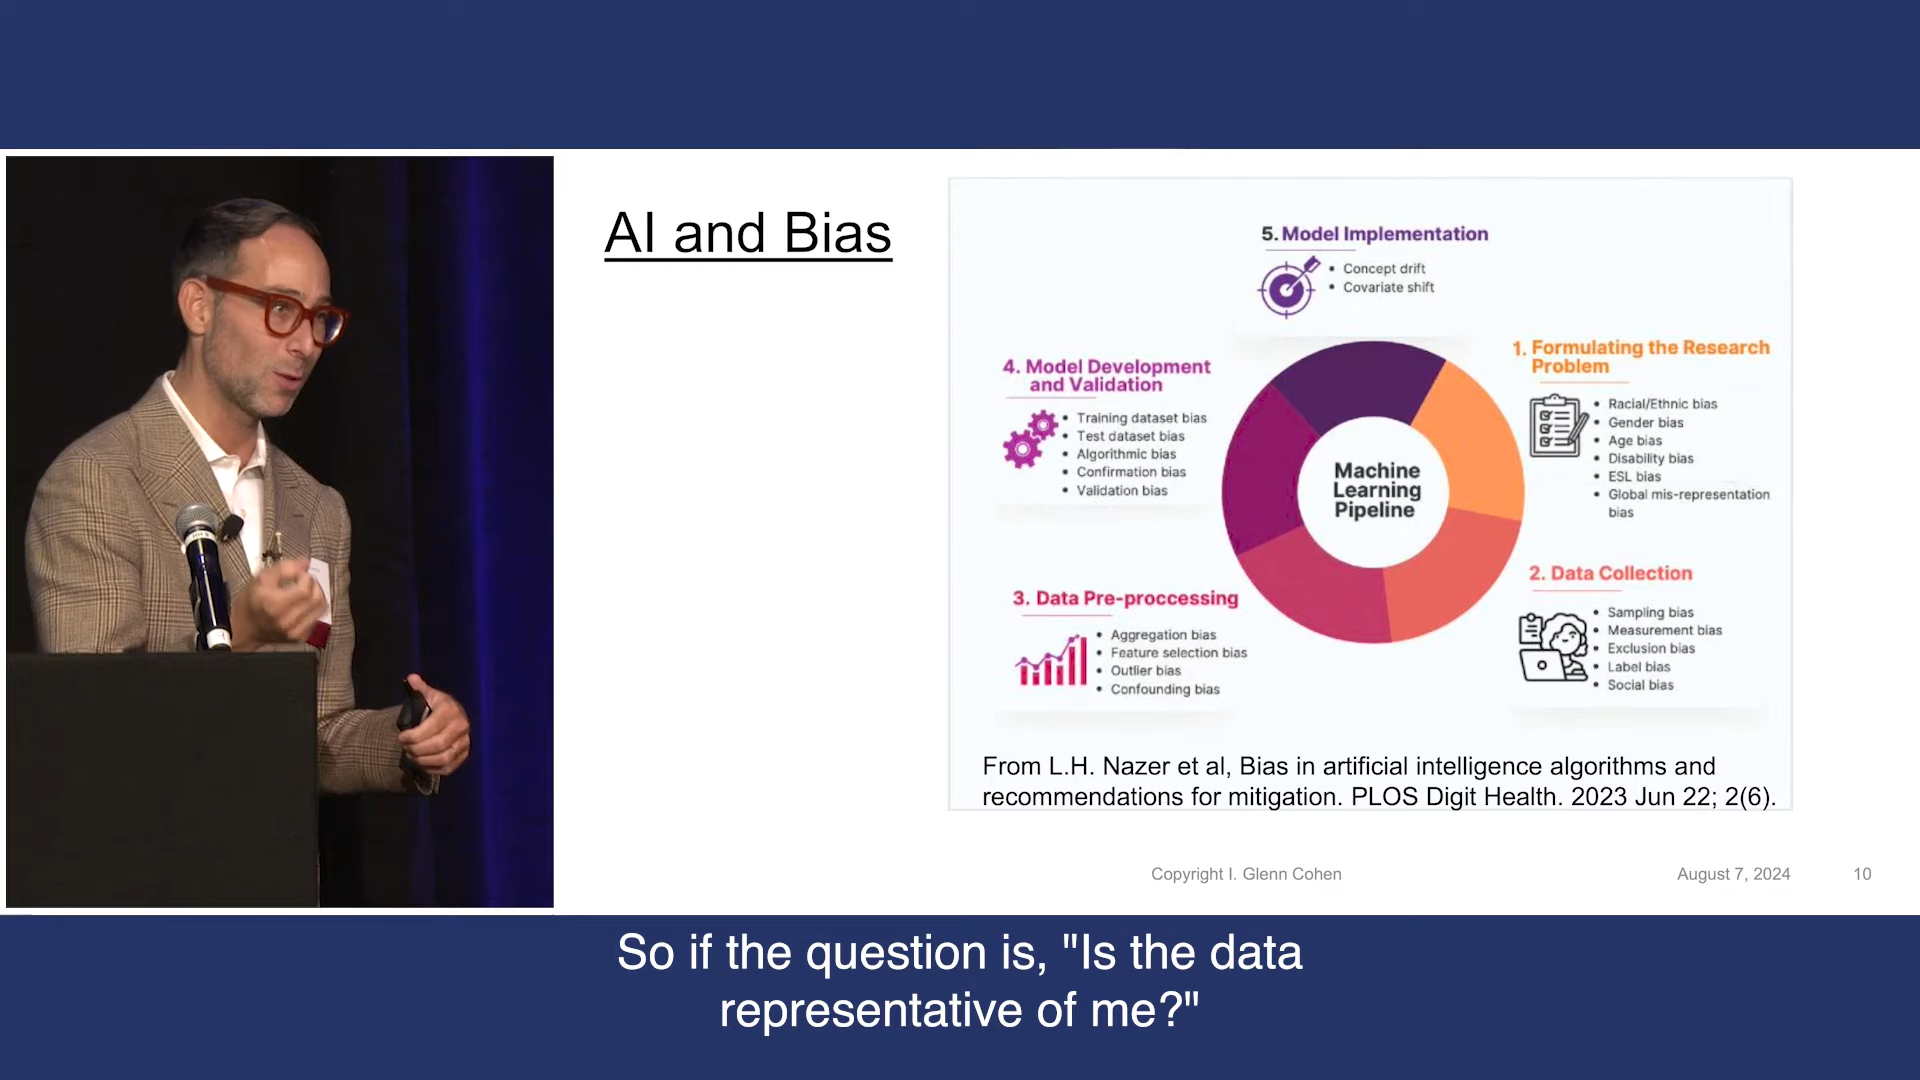 AI and Bias
5. Model Implementation
• Concept drift
• Covariate shift
1. Formulating the Research
Problem
• Racial/Ethnic bias
• Gender bias
• Age bias
• Disability bias
• ESL bias
• Global mis-representation
bias
2. Data Collection
• Sampling bias
• Measurement bias
• Exclusion bias
• Label bias
• Social bias
3. Data Pre-proccessing
• Aggregation bias
• Feature selection bias
• Outlier bias
• Confounding bias
4. Model Development
and Validation
• Training dataset bias
• Test dataset bias
• Algorithmic bias
• Confirmation bias
• Validation bias
Machine
Learning
Pipeline
From L.H. Nazer et al, Bias in artificial intelligence algorithms and
recommendations for mitigation. PLOS Digit Health. 2023 Jun 22; 2(6).
Copyright I. Glenn Cohen
August 7, 2024
10
So if the question is, "Is the data
representative of me?"